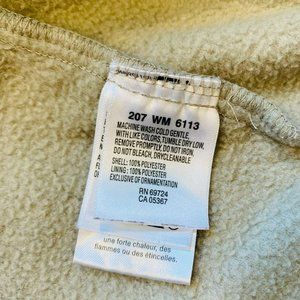 207 WM 6113
MACHINE WASH COLD GENTLE,
WITH LIKE COLORS, TUMBLE DRY LOW,
REMOVE PROMPTLY, DO NOT IRON,
DO NOT BLEACH, DRYCLEANABLE
SHELL: 100% POLYESTER
LINING: 100% POLYESTER
EXCLUSIVE OF ORNAMENTATION
RN 69724
CA 05367
une forte chaleur, des
flammes ou des étincelles.